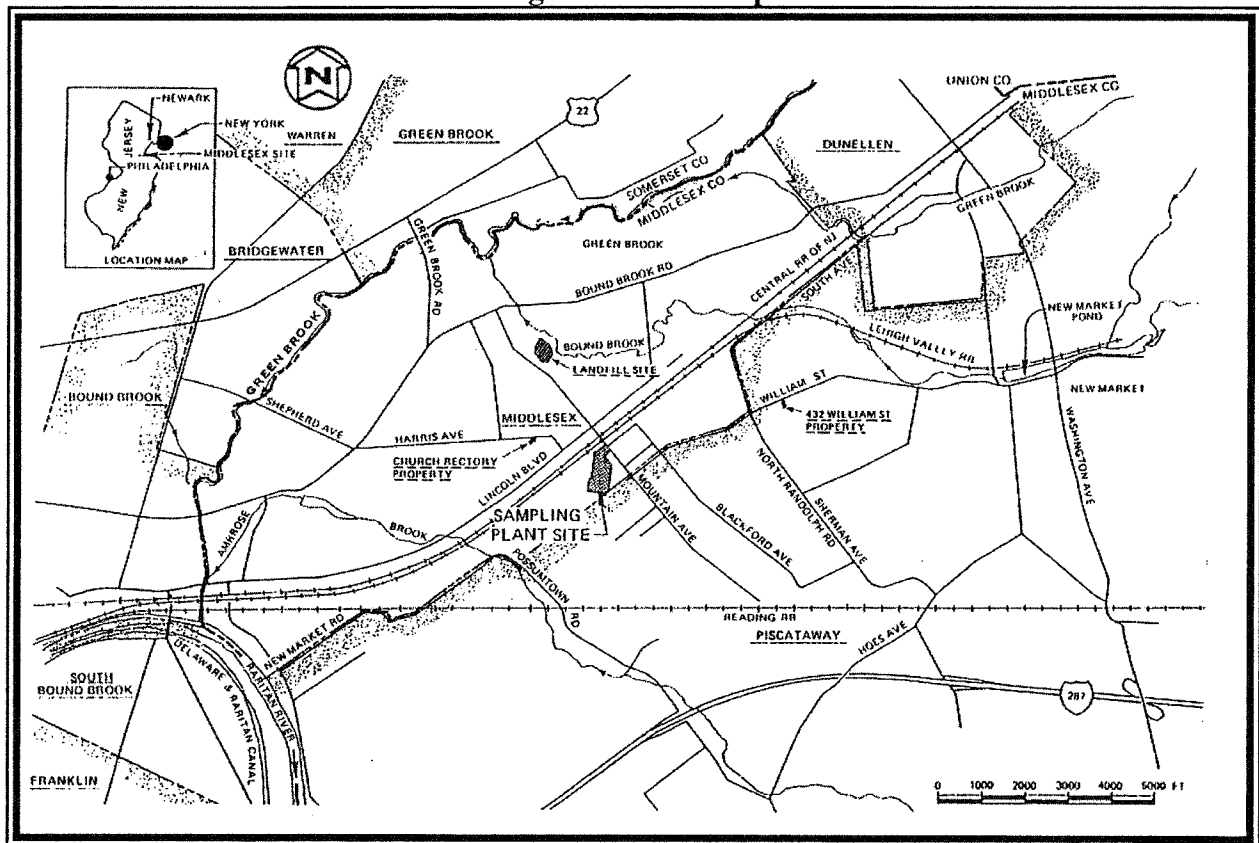 N
NEWARK
NEW YORK
MIDDLESEX SITE
PHILADELPHIA
NEW
JERSEY
LOCATION MAP
WARREN
GREEN BROOK
22
UNION CO
MIDDLESEX CO
DUNELLEN
SOMERSET CO
MIDDLESEX CO
GREEN BROOK
BRIDGEWATER
GREEN BROOK RD
GREEN BROOK
BOUND BROOK RD
CENTRAL RR OF NJ
SOUTH AVE
NEW MARKET
POND
LEHIGH VALLEY RR
GREEN BROOK
BOUND BROOK
LANDFILL SITE
BOUND BROOK
SHEPHERD AVE
MIDDLESEX
WILLIAM ST
NEW MARKET
432 WILLIAM ST
PROPERTY
HARRIS AVE
CHURCH RECTORY
PROPERTY
LINCOLN BLVD
WASHINGTON AVE
SAMPLING
PLANT SITE
MOUNTAIN AVE
BLACKFORD AVE
NORTH RANDOLPH RD
SHERMAN AVE
AMKROSE
BROOK
POSSUMTOWN
RD
READING RR
PISCATAWAY
HOES AVE
NEW MARKET RD
SOUTH
BOUND BROOK
DELAWARE & RARITAN CANAL
RARITAN RIVER
287
FRANKLIN
0 1000 2000 3000 4000 5000 FT